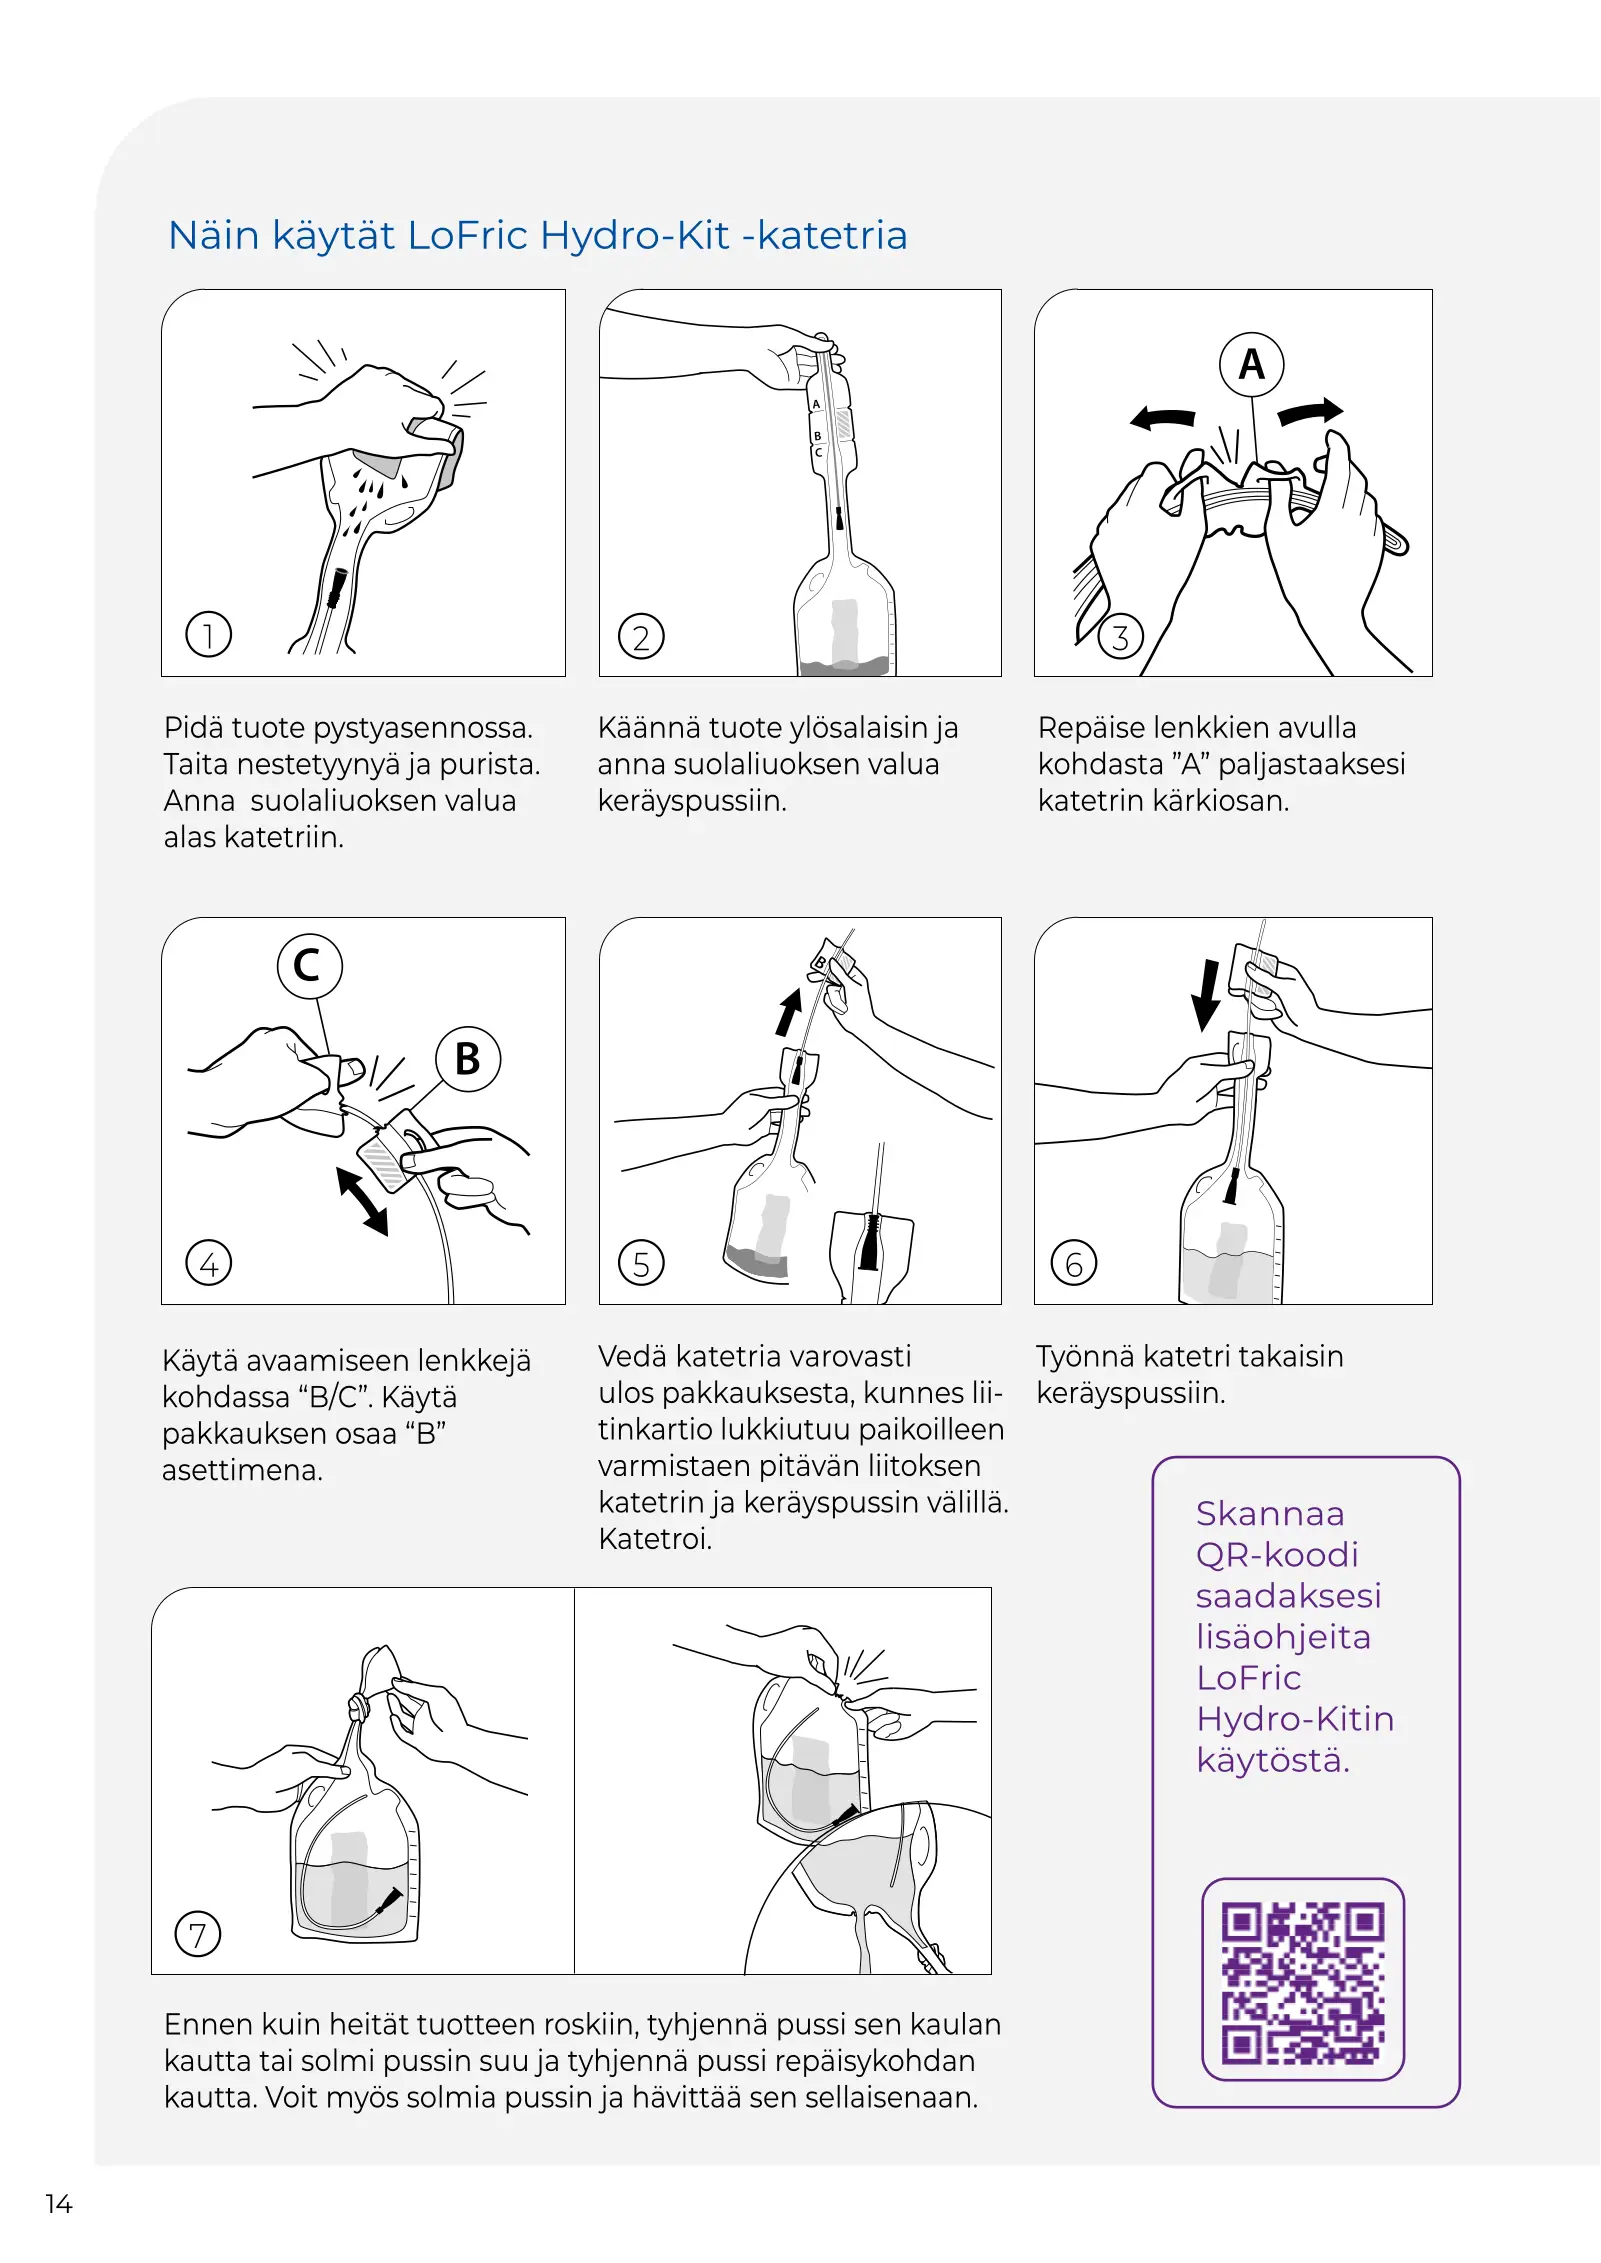 Näin käytät LoFric Hydro-Kit -katetria
1
A
B
C
2
A
3
Pidä tuote pystyasennossa.
Taita nestetyynyä ja purista.
Anna  suolaliuoksen valua
alas katetriin.
Käännä tuote ylösalaisin ja
anna suolaliuoksen valua
keräyspussiin.
Repäise lenkkien avulla
kohdasta ”A” paljastaaksesi
katetrin kärkiosan.
C
B
4
B
5
6
Käytä avaamiseen lenkkejä
kohdassa “B/C”. Käytä
pakkauksen osaa “B”
asettimena.
Vedä katetria varovasti
ulos pakkauksesta, kunnes lii-
tinkartio lukkiutuu paikoilleen
varmistaen pitävän liitoksen
katetrin ja keräyspussin välillä.
Katetroi.
Työnnä katetri takaisin
keräyspussiin.
7
Ennen kuin heität tuotteen roskiin, tyhjennä pussi sen kaulan
kautta tai solmi pussin suu ja tyhjennä pussi repäisykohdan
kautta. Voit myös solmia pussin ja hävittää sen sellaisenaan.
Skannaa
QR-koodi
saadaksesi
lisäohjeita
LoFric
Hydro-Kitin
käytöstä.
14